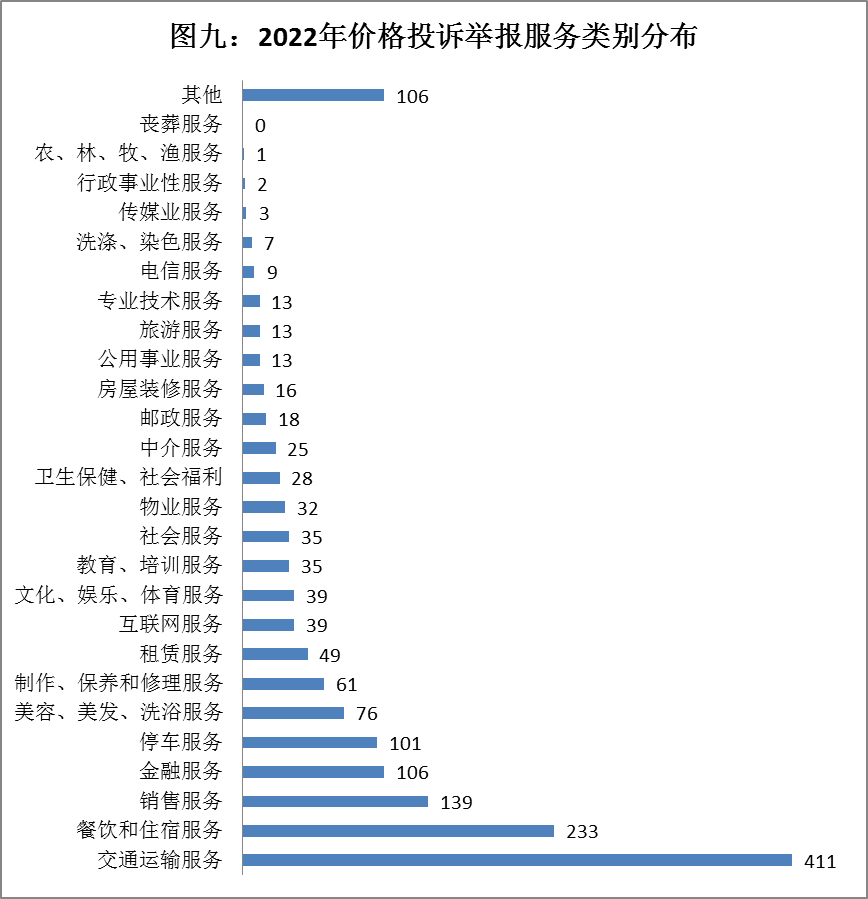 图九：2022年价格投诉举报服务类别分布
其他 106
丧葬服务 0
农、林、牧、渔服务 1
行政事业性服务 2
传媒业服务 3
洗涤、染色服务 7
电信服务 9
专业技术服务 13
旅游服务 13
公用事业服务 13
房屋装修服务 16
邮政服务 18
中介服务 25
卫生保健、社会福利 28
物业服务 32
社会服务 35
教育、培训服务 35
文化、娱乐、体育服务 39
互联网服务 39
租赁服务 49
制作、保养和修理服务 61
美容、美发、洗浴服务 76
停车服务 101
金融服务 106
销售服务 139
餐饮和住宿服务 233
交通运输服务 411